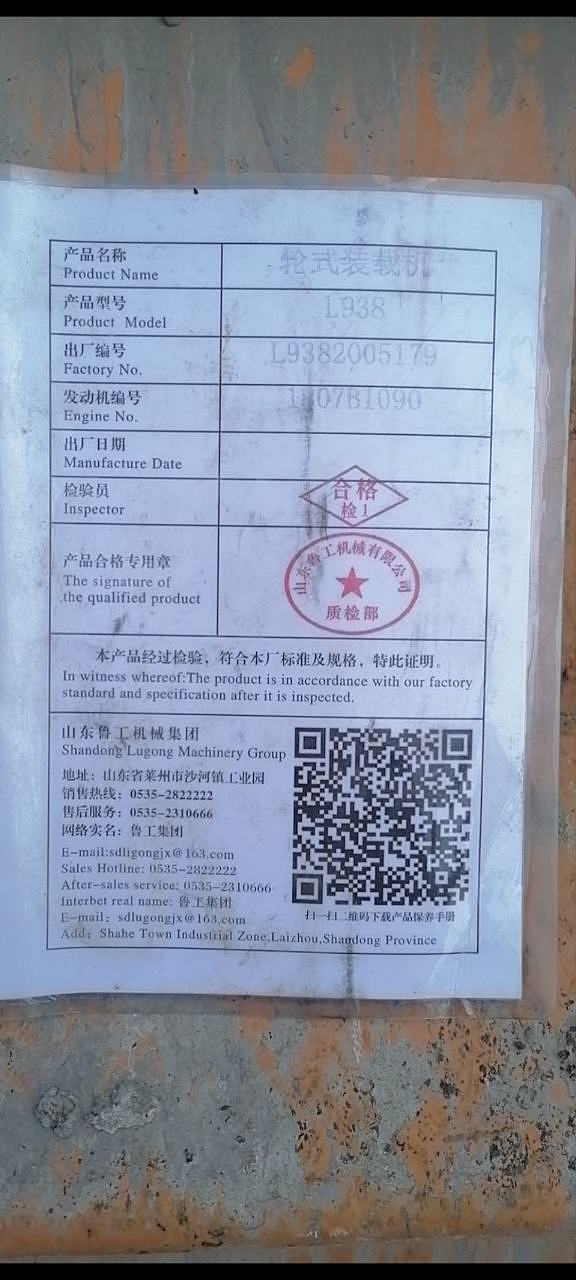 产品名称
Product Name
轮式装载机
产品型号
Product Model
L938
出厂编号
Factory No.
L9382005179
发动机编号
Engine No.
出厂日期
Manufacture Date
检验员
Inspector
合格
检1
产品合格专用章
The signature of
the qualified product
山东鲁工机械有限公司
质检部
本产品经过检验，符合本厂标准及规格，特此证明。
In witness whereof:The product is in accordance with our factory
standard and specification after it is inspected.
山东鲁工机械集团
Shandong Lugong Machinery Group
地址：山东省莱州市沙河镇工业园
销售热线：0535-2822222
售后服务：0535-2310666
网络实名：鲁工集团
E-mail:sdligongjx@163.com
Sales Hotline: 0535-2822222
After-sales service: 0535-2310666
Interbet real name: 鲁工集团
E-mail：sdlugongjx@163.com
Add：Shahe Town Industrial Zone,Laizhou,Shandong Province
扫一扫二维码下载产品保养手册